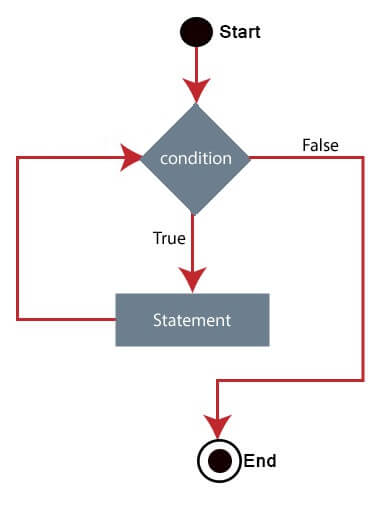 Start
condition
False
True
Statement
End